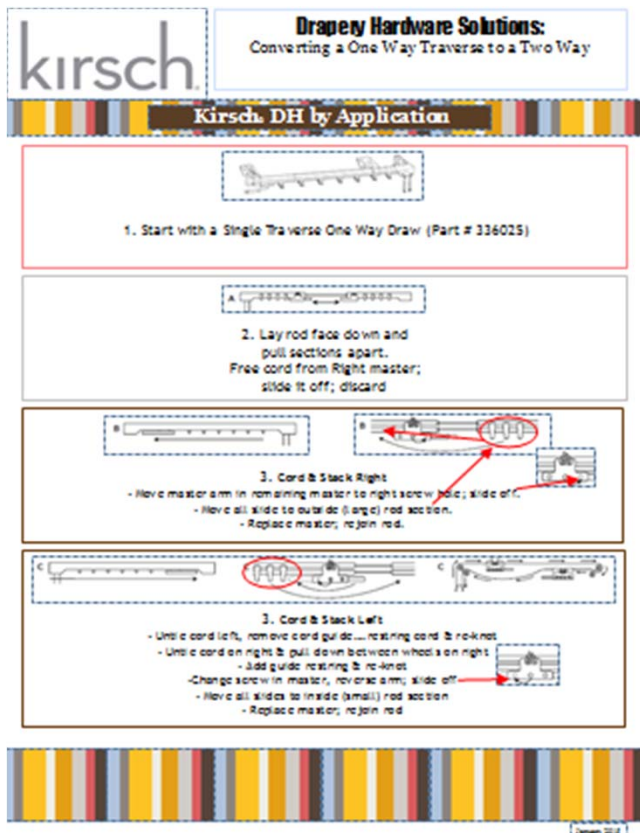 kırsch
Drapery Hardware Solutions:
Converting a One Way Traverse to a Two Way
Kirsch® DH by Application
1. Start with a Single Traverse One Way Draw (Part # 336025)
A
2. Lay rod face down and
pull sections apart.
Free cord from Right master;
slide it off; discard
B
B
3. Cord & Stack Right
- Move master arm in remaining master to right screw hole; slide off.
- Move all slide to outside (large) rod section.
- Replace master; rejoin rod.
C
C
C
3. Cord & Stack Left
- Untie cord left, remove cord guide....restring cord & re-knot
- Untie cord on right & pull down between wheels on right
- Add guide restring & re-knot
-Change screw in master, reverse arm; slide off
- Move all slides to inside (small) rod section
- Replace master; rejoin rod
January